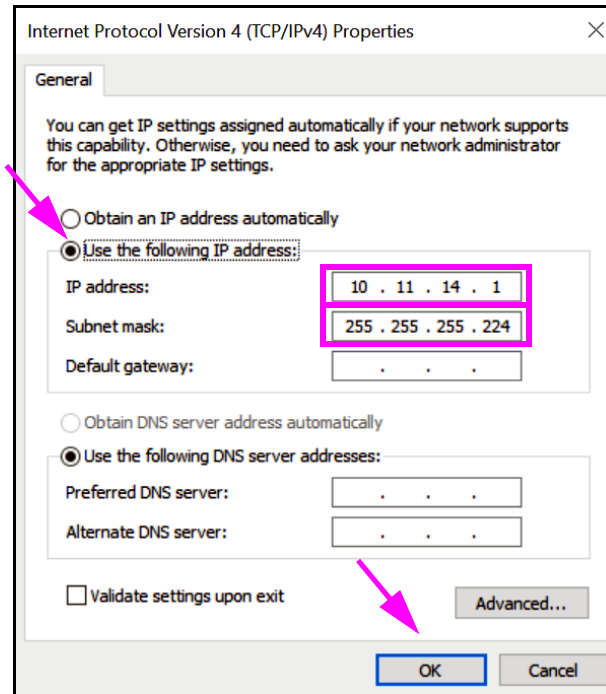 Internet Protocol Version 4 (TCP/IPv4) Properties
General
You can get IP settings assigned automatically if your network supports
this capability. Otherwise, you need to ask your network administrator
for the appropriate IP settings.
Obtain an IP address automatically
Use the following IP address:
IP address: 10 . 11 . 14 . 1
Subnet mask: 255 . 255 . 255 . 224
Default gateway: . . .
Obtain DNS server address automatically
Use the following DNS server addresses:
Preferred DNS server: . . .
Alternate DNS server: . . .
Validate settings upon exit
Advanced...
OK Cancel